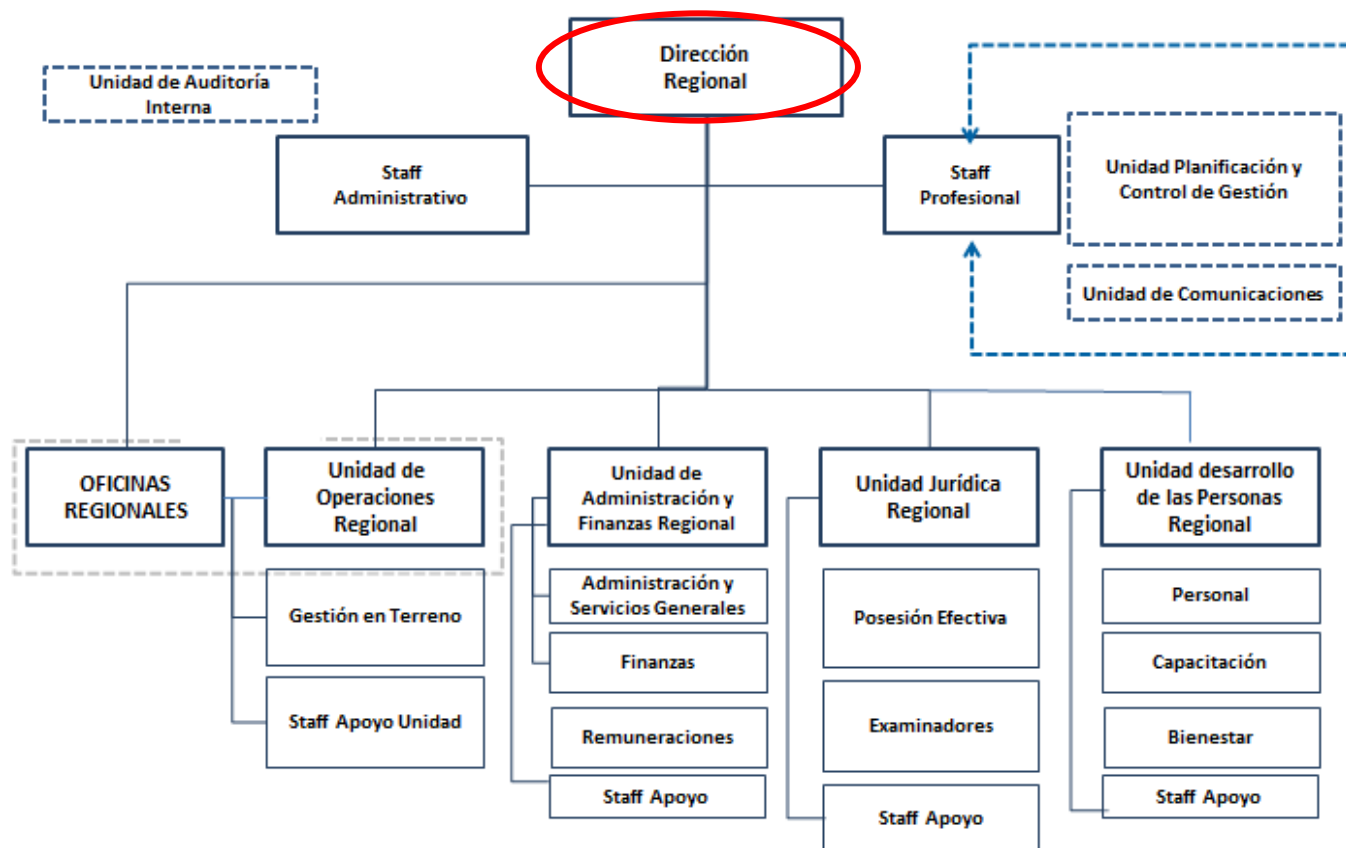 Dirección
Regional
Unidad de Auditoría
Interna
Staff
Administrativo
Staff
Profesional
Unidad Planificación y
Control de Gestión
Unidad de Comunicaciones
OFICINAS
REGIONALES
Unidad de
Operaciones
Regional
Gestión en Terreno
Staff Apoyo Unidad
Unidad de
Administración y
Finanzas Regional
Administración y
Servicios Generales
Finanzas
Remuneraciones
Staff Apoyo
Unidad Jurídica
Regional
Posesión Efectiva
Examinadores
Staff Apoyo
Unidad desarrollo
de las Personas
Regional
Personal
Capacitación
Bienestar
Staff Apoyo